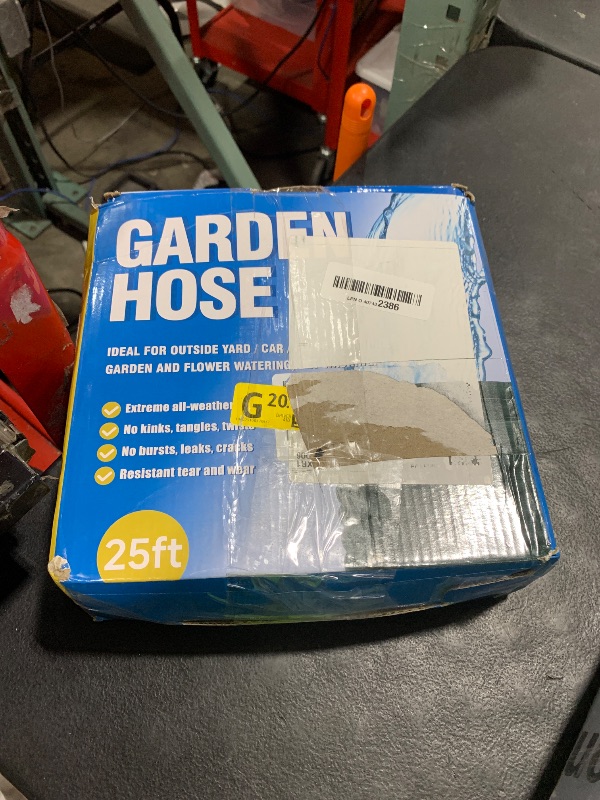 GARDEN
HOSE
2386
IDEAL FOR OUTSIDE YARD / CAR /
GARDEN AND FLOWER WATERING
Extreme all-weather
G 20.
No kinks, tangles, twists
No bursts, leaks, cracks
Resistant tear and wear
25ft